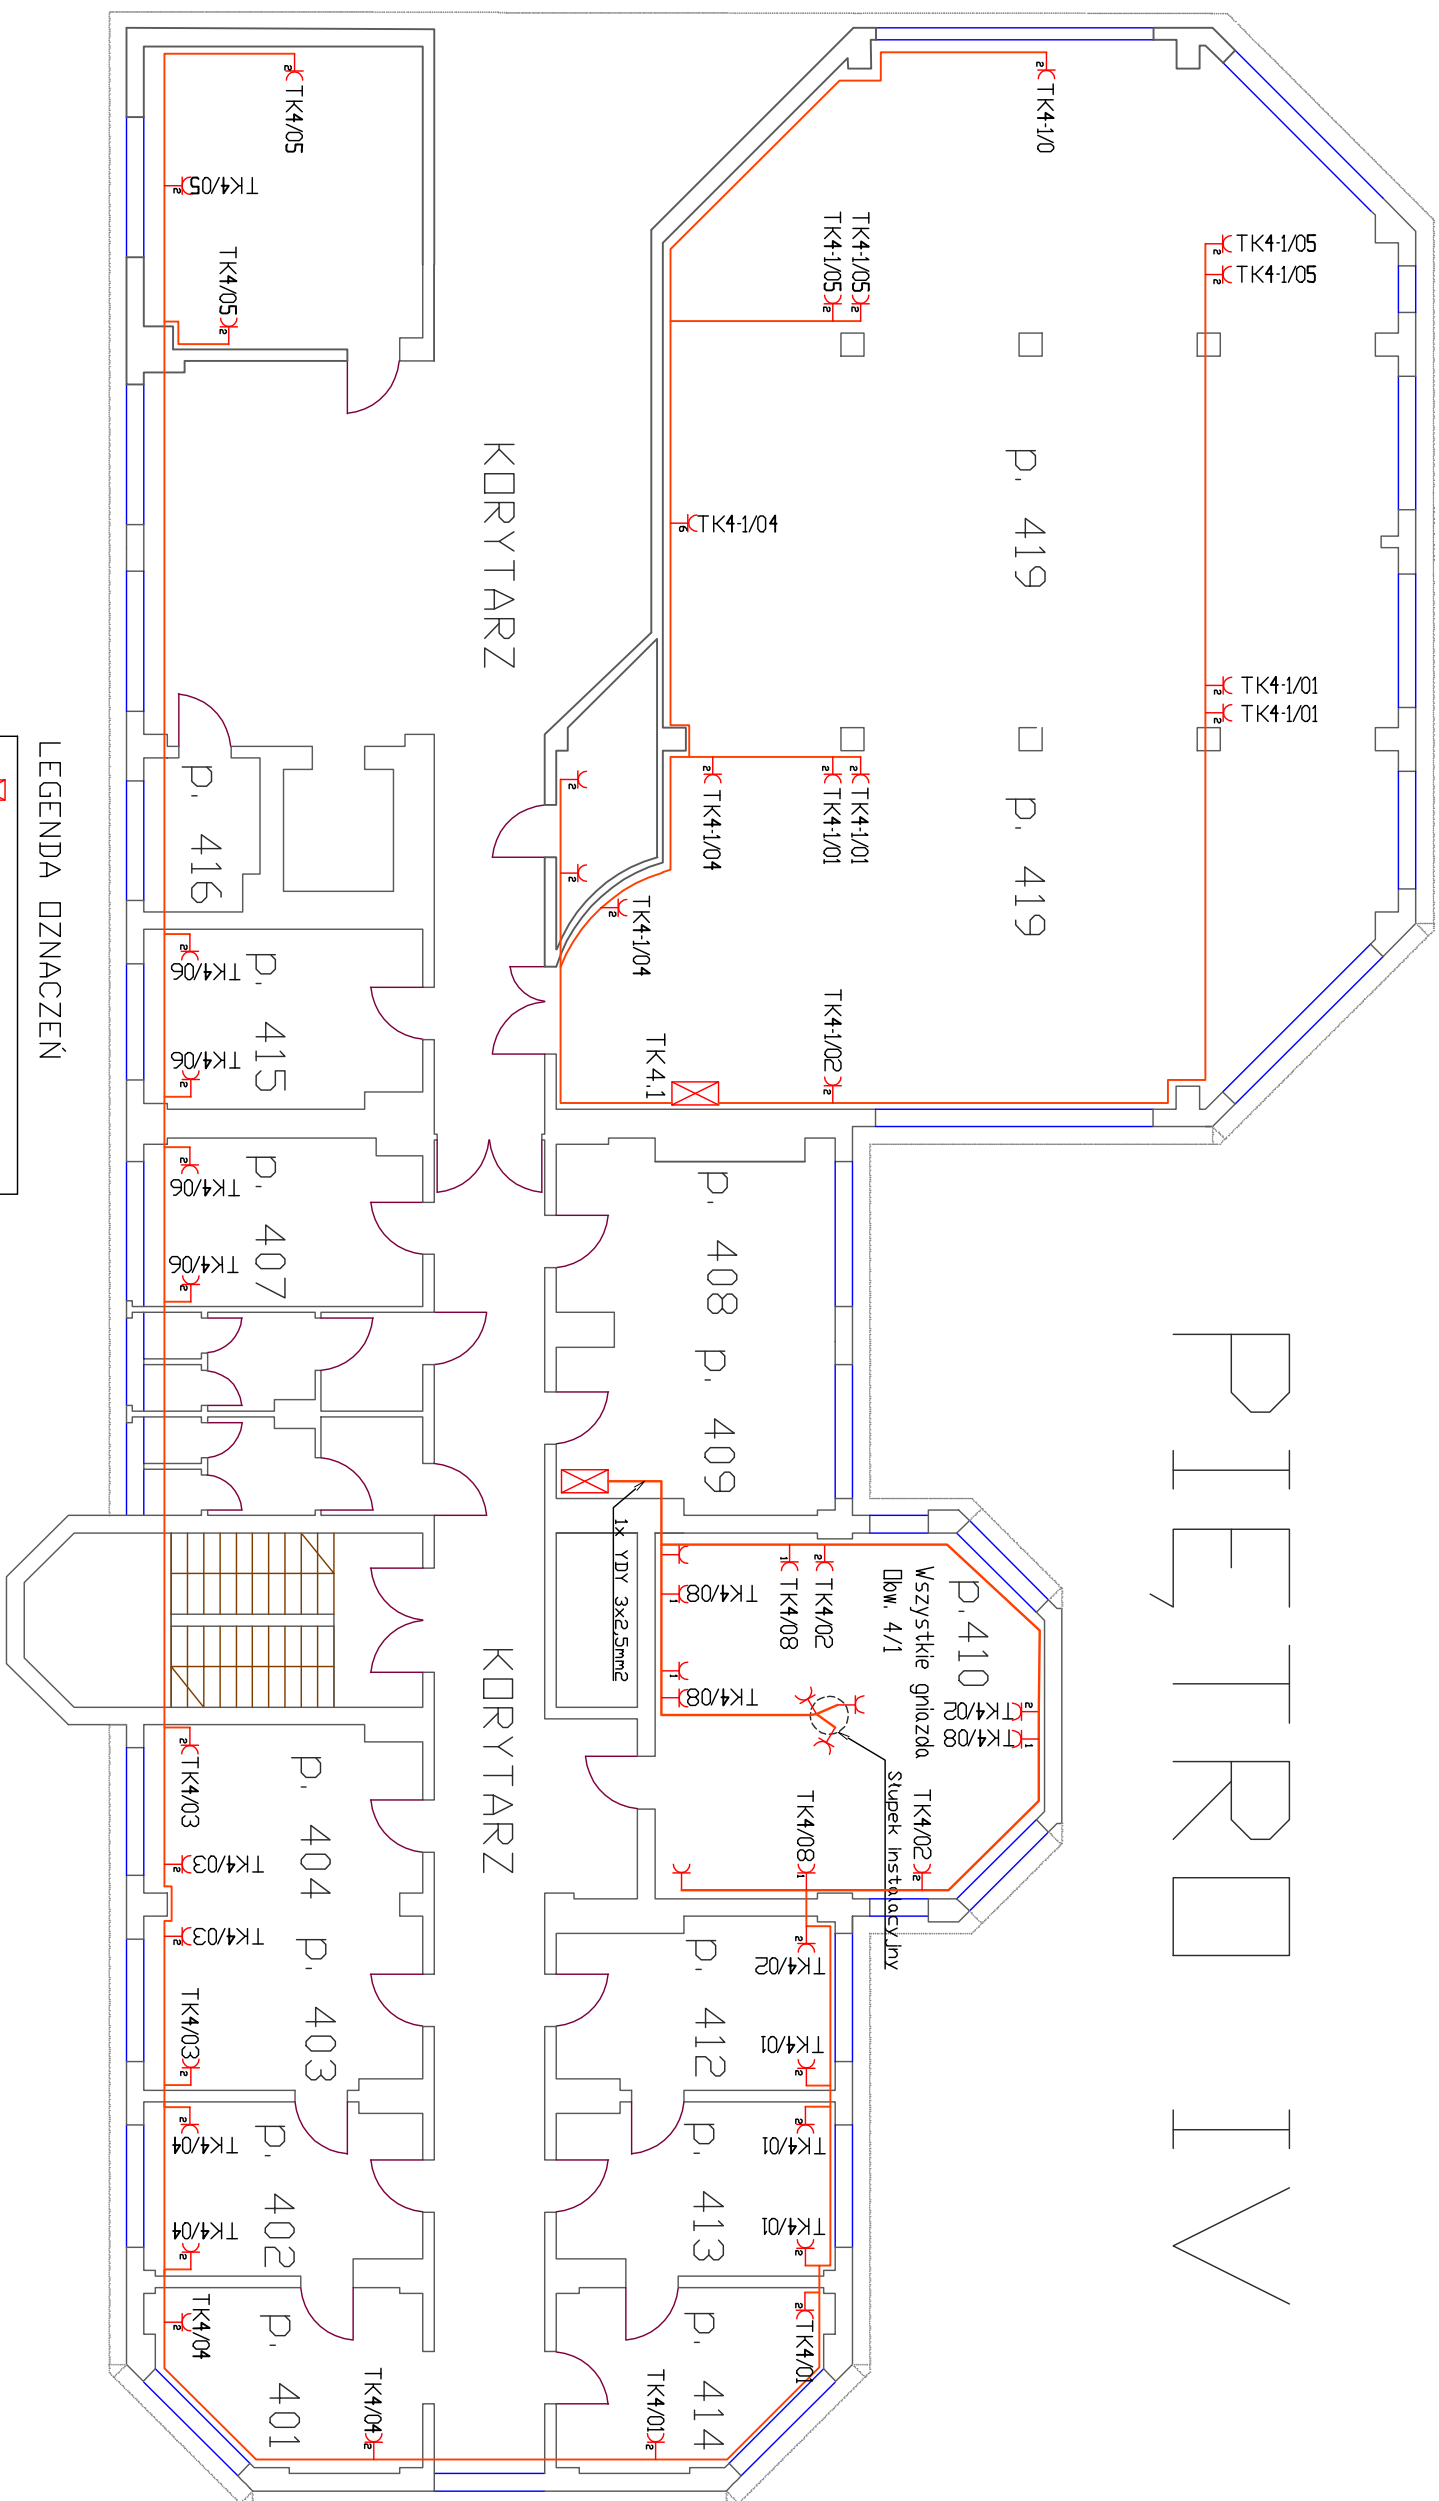 PIĘTRO IV
TK4-1/05
TK4-1/05
TK4-1/01
TK4-1/01
TK4-1/0
p. 419
p. 419
TK4-1/05
TK4-1/05
TK4-1/04
TK4-1/01
TK4-1/01
TK4-1/04
TK4-1/04
TK4-1/02
TK4.1
KORYTARZ
TK4/05
TK4/05
TK4/05
p. 416
p. 415
TK4/06
TK4/06
p. 407
TK4/06
TK4/06
p. 408
p. 409
p.410
Wszystkie gniazda
Obw. 4/1
TK4/02
TK4/08
TK4/08
TK4/08
TK4/02
TK4/08
TK4/02
TK4/08
Słupek instalacyjny
1x YDY 3x2,5mm2
KORYTARZ
p. 404
TK4/03
TK4/03
p. 403
TK4/03
TK4/03
p. 412
TK4/02
TK4/01
p. 413
TK4/01
TK4/01
p. 402
TK4/04
TK4/04
p. 414
TK4/01
TK4/01
p. 401
TK4/04
TK4/04
LEGENDA OZNACZEŃ